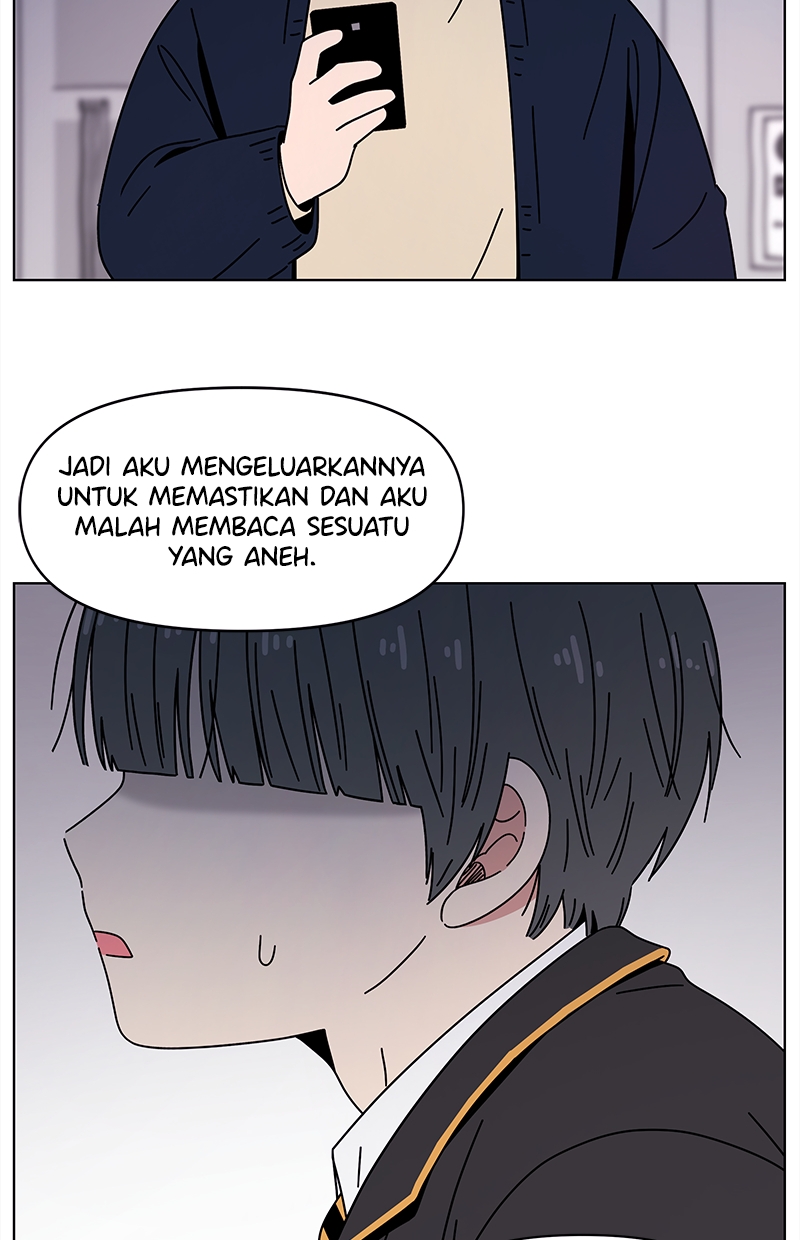 JADI AKU MENGELUARKANNYA
UNTUK MEMASTIKAN DAN AKU
MALAH MEMBACA SESUATU
YANG ANEH.